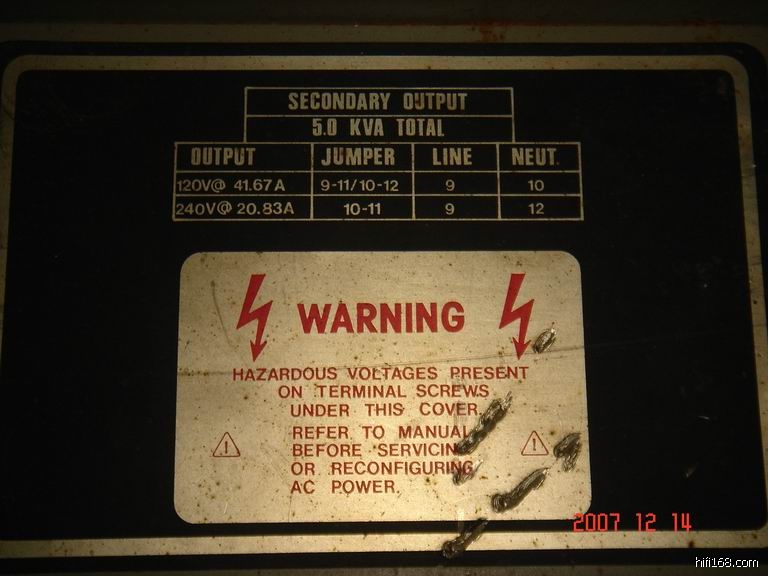 SECONDARY OUTPUT
5.0 KVA TOTAL
OUTPUT JUMPER LINE NEUT.
120V@ 41.67A 9-11/10-12 9 10
240V@ 20.83A 10-11 9 12
WARNING
HAZARDOUS VOLTAGES PRESENT
ON TERMINAL SCREWS
UNDER THIS COVER.
REFER TO MANUAL
BEFORE SERVICIN
OR RECONFIGURING
AC POWER.
2007 12 14
hifi168.com